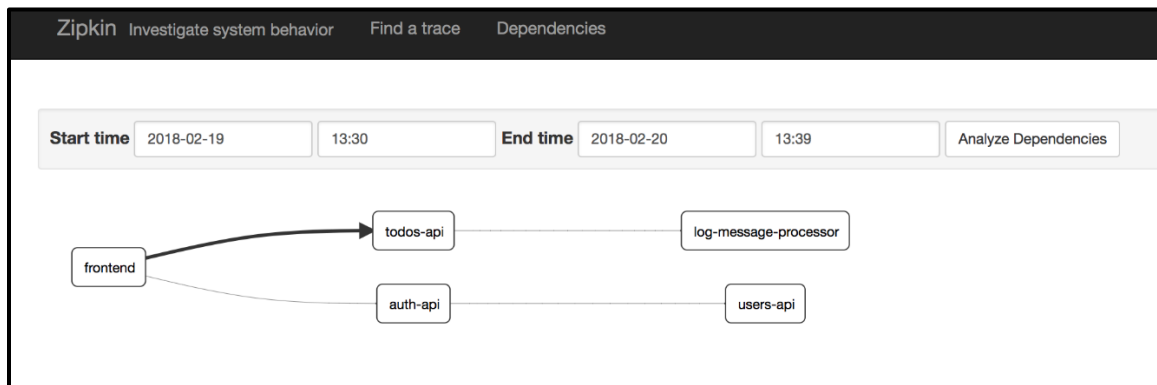 Zipkin Investigate system behavior Find a trace Dependencies
Start time 2018-02-19 13:30 End time 2018-02-20 13:39 Analyze Dependencies
todos-api log-message-processor
frontend
auth-api users-api